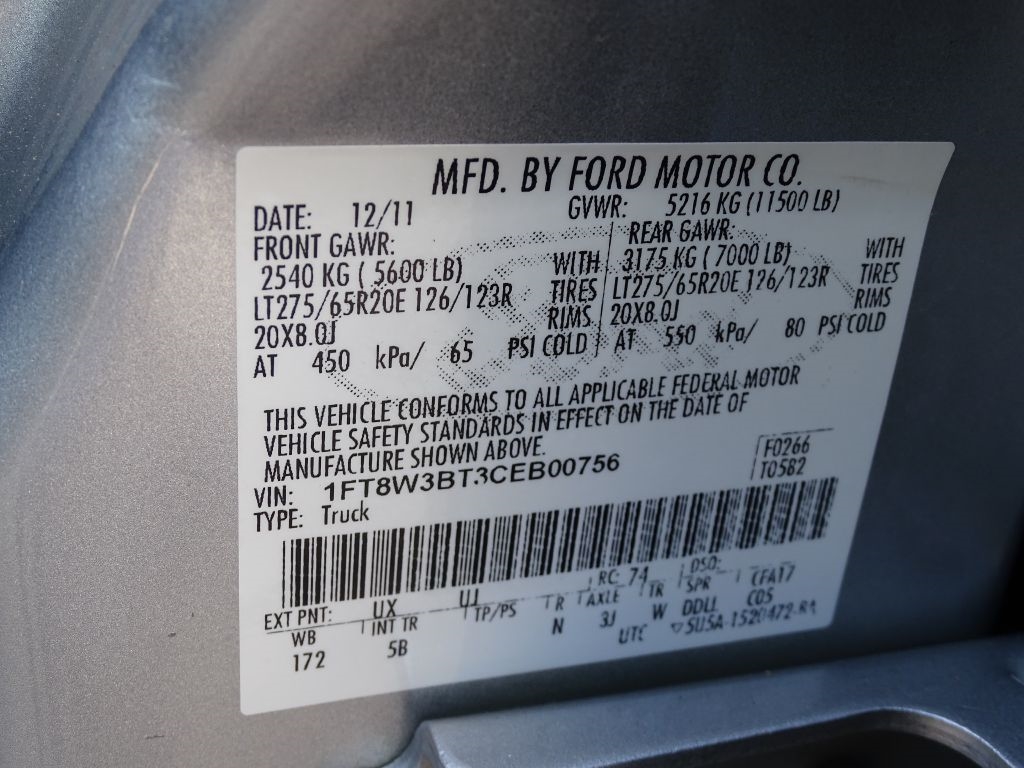 MFD. BY FORD MOTOR CO.
DATE: 12/11 GVWR: 5216 KG (11500 LB)
FRONT GAWR: REAR GAWR:
2540 KG ( 5600 LB) WITH 3175 KG ( 7000 LB) WITH
LT275/65R20E 126/123R TIRES LT275/65R20E 126/123R TIRES
20X8.0J RIMS 20X8.0J RIMS
AT 450 kPa/ 65 PSI COLD AT 550 kPa/ 80 PSI COLD
THIS VEHICLE CONFORMS TO ALL APPLICABLE FEDERAL MOTOR
VEHICLE SAFETY STANDARDS IN EFFECT ON THE DATE OF
MANUFACTURE SHOWN ABOVE.
F0266
T0582
VIN: 1FT8W3BT3CEB00756
TYPE: Truck
EXT PNT: UX UJ RC: 74 DSO:
WB INT TR TP/PS R AXLE TR SPR CFA17
172 5B N 3J W DDLL C05
UTC